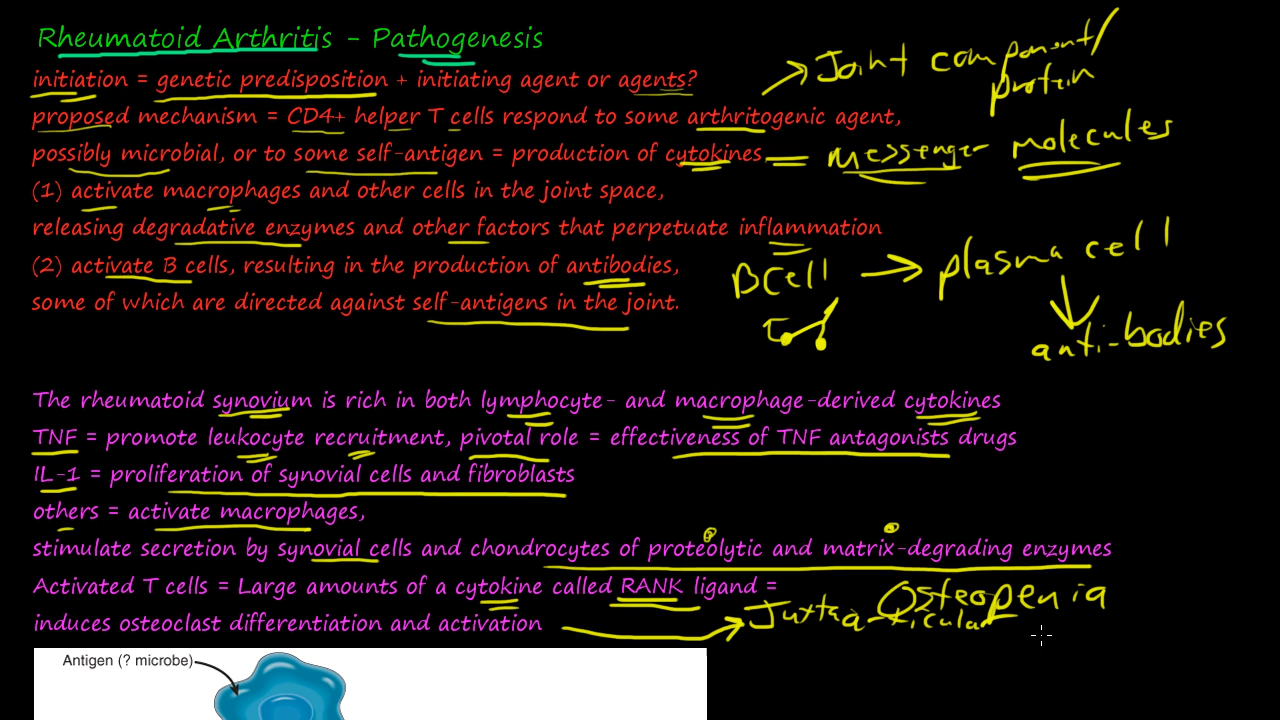 Rheumatoid Arthritis - Pathogenesis
initiation = genetic predisposition + initiating agent or agents?
Joint component/
protein
proposed mechanism = CD4+ helper T cells respond to some arthritogenic agent,
possibly microbial, or to some self-antigen = production of cytokines = messenger molecules
(1) activate macrophages and other cells in the joint space,
releasing degradative enzymes and other factors that perpetuate inflammation
(2) activate B cells, resulting in the production of antibodies,
some of which are directed against self-antigens in the joint.
B Cell → plasma cell
anti-bodies
The rheumatoid synovium is rich in both lymphocyte- and macrophage-derived cytokines
TNF = promote leukocyte recruitment, pivotal role = effectiveness of TNF antagonists drugs
IL-1 = proliferation of synovial cells and fibroblasts
others = activate macrophages,
stimulate secretion by synovial cells and chondrocytes of proteolytic and matrix-degrading enzymes
Activated T cells = Large amounts of a cytokine called RANK ligand =
induces osteoclast differentiation and activation → Juxta-articular Osteopenia
Antigen (? microbe)